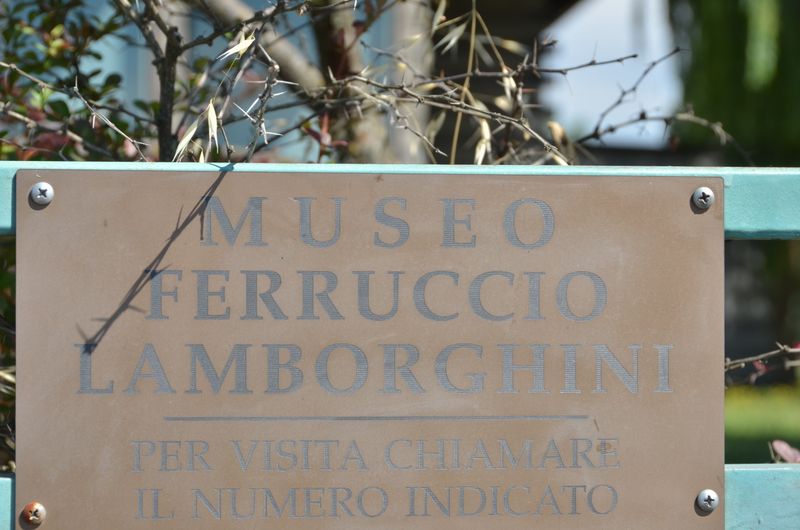 MUSEO
FERRUCCIO
LAMBORGHINI
PER VISITA CHIAMARE
IL NUMERO INDICATO